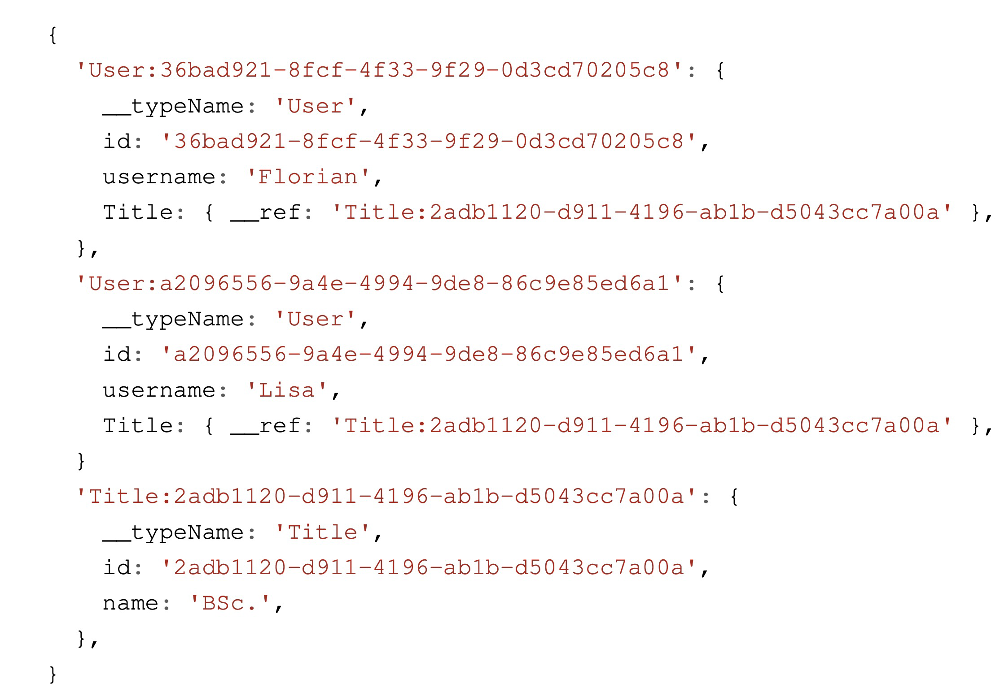 {
  'User:36bad921-8fcf-4f33-9f29-0d3cd70205c8': {
    __typeName: 'User',
    id: '36bad921-8fcf-4f33-9f29-0d3cd70205c8',
    username: 'Florian',
    Title: { __ref: 'Title:2adb1120-d911-4196-ab1b-d5043cc7a00a' },
  },
  'User:a2096556-9a4e-4994-9de8-86c9e85ed6a1': {
    __typeName: 'User',
    id: 'a2096556-9a4e-4994-9de8-86c9e85ed6a1',
    username: 'Lisa',
    Title: { __ref: 'Title:2adb1120-d911-4196-ab1b-d5043cc7a00a' },
  }
  'Title:2adb1120-d911-4196-ab1b-d5043cc7a00a': {
    __typeName: 'Title',
    id: '2adb1120-d911-4196-ab1b-d5043cc7a00a',
    name: 'BSc.',
  },
}